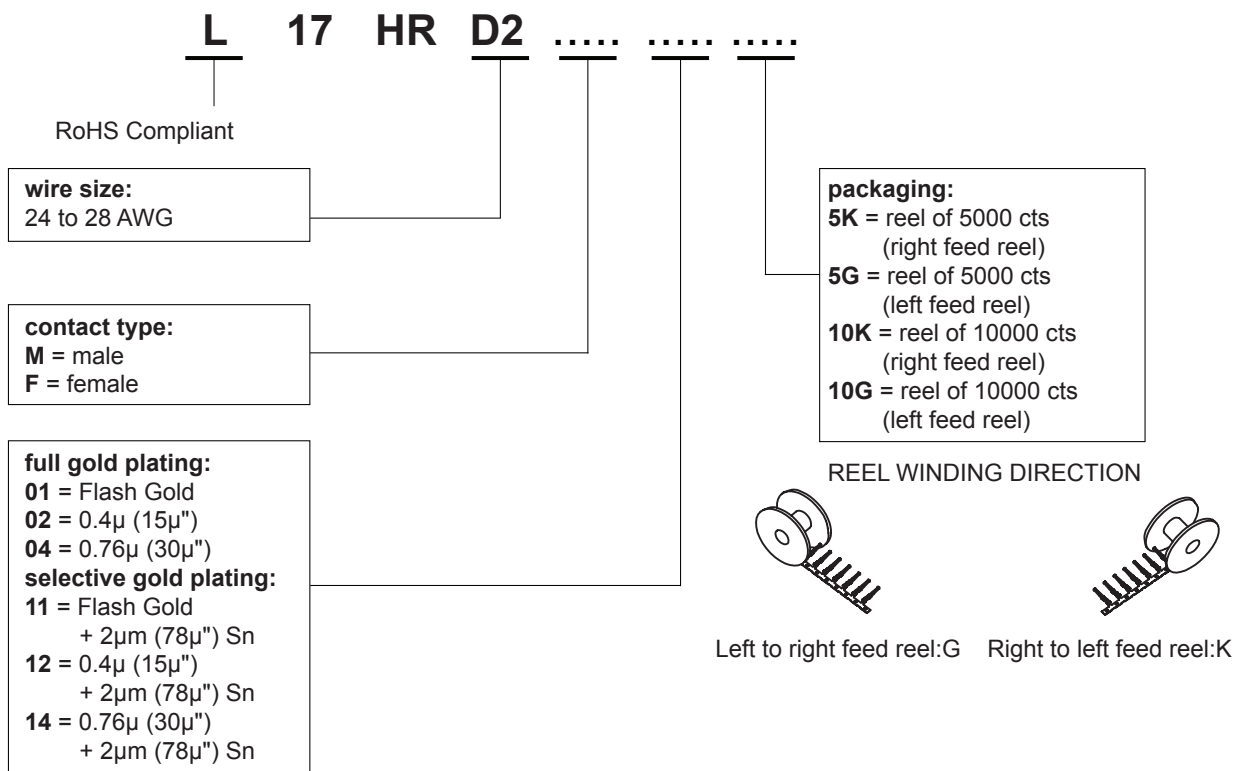 L 17 HR D2 ..... ..... .....
RoHS Compliant
wire size:
24 to 28 AWG
contact type:
M = male
F = female
full gold plating:
01 = Flash Gold
02 = 0.4µ (15µ")
04 = 0.76µ (30µ")
selective gold plating:
11 = Flash Gold
+ 2µm (78µ") Sn
12 = 0.4µ (15µ")
+ 2µm (78µ") Sn
14 = 0.76µ (30µ")
+ 2µm (78µ") Sn
packaging:
5K = reel of 5000 cts
(right feed reel)
5G = reel of 5000 cts
(left feed reel)
10K = reel of 10000 cts
(right feed reel)
10G = reel of 10000 cts
(left feed reel)
REEL WINDING DIRECTION
Left to right feed reel:G
Right to left feed reel:K